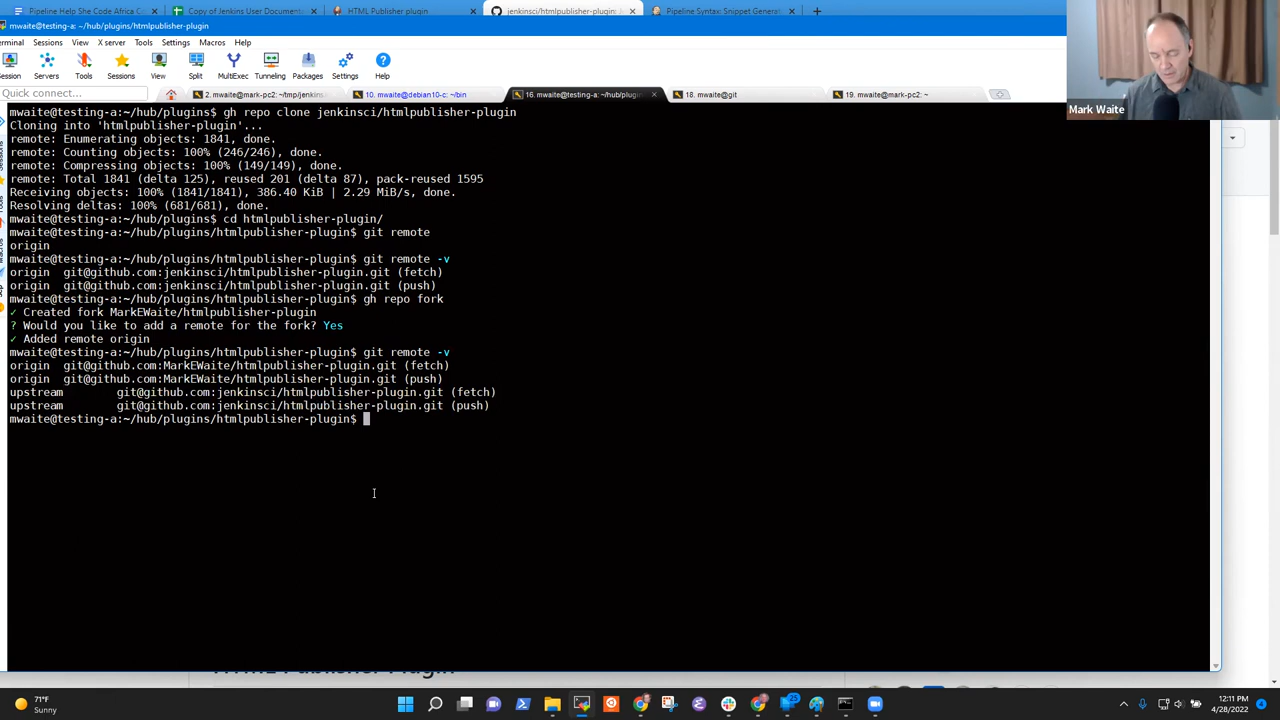 Pipeline Help She Code Africa C
Copy of Jenkins User Documenta
HTML Publisher plugin
jenkinsci/htmlpublisher-plugin:
Pipeline Syntax: Snippet Generat
mwaite@testing-a: ~/hub/plugins/htmlpublisher-plugin
erminal Sessions View X server Tools Settings Macros Help
ession Servers Tools Sessions View Split MultiExec Tunneling Packages Settings Help
Quick connect...
2. mwaite@mark-pc2: ~/tmp/jenkins
10. mwaite@debian10-c: ~/bin
16. mwaite@testing-a: ~/hub/plugin
18. mwaite@git
19. mwaite@mark-pc2: ~
Mark Waite
mwaite@testing-a:~/hub/plugins$ gh repo clone jenkinsci/htmlpublisher-plugin
Cloning into 'htmlpublisher-plugin'...
remote: Enumerating objects: 1841, done.
remote: Counting objects: 100% (246/246), done.
remote: Compressing objects: 100% (149/149), done.
remote: Total 1841 (delta 125), reused 201 (delta 87), pack-reused 1595
Receiving objects: 100% (1841/1841), 386.40 KiB | 2.29 MiB/s, done.
Resolving deltas: 100% (681/681), done.
mwaite@testing-a:~/hub/plugins$ cd htmlpublisher-plugin/
mwaite@testing-a:~/hub/plugins/htmlpublisher-plugin$ git remote
origin
mwaite@testing-a:~/hub/plugins/htmlpublisher-plugin$ git remote -v
origin git@github.com:jenkinsci/htmlpublisher-plugin.git (fetch)
origin git@github.com:jenkinsci/htmlpublisher-plugin.git (push)
mwaite@testing-a:~/hub/plugins/htmlpublisher-plugin$ gh repo fork
✓ Created fork MarkEWaite/htmlpublisher-plugin
? Would you like to add a remote for the fork? Yes
✓ Added remote origin
mwaite@testing-a:~/hub/plugins/htmlpublisher-plugin$ git remote -v
origin git@github.com:MarkEWaite/htmlpublisher-plugin.git (fetch)
origin git@github.com:MarkEWaite/htmlpublisher-plugin.git (push)
upstream git@github.com:jenkinsci/htmlpublisher-plugin.git (fetch)
upstream git@github.com:jenkinsci/htmlpublisher-plugin.git (push)
mwaite@testing-a:~/hub/plugins/htmlpublisher-plugin$
71°F
Sunny
25
12:11 PM
4/28/2022